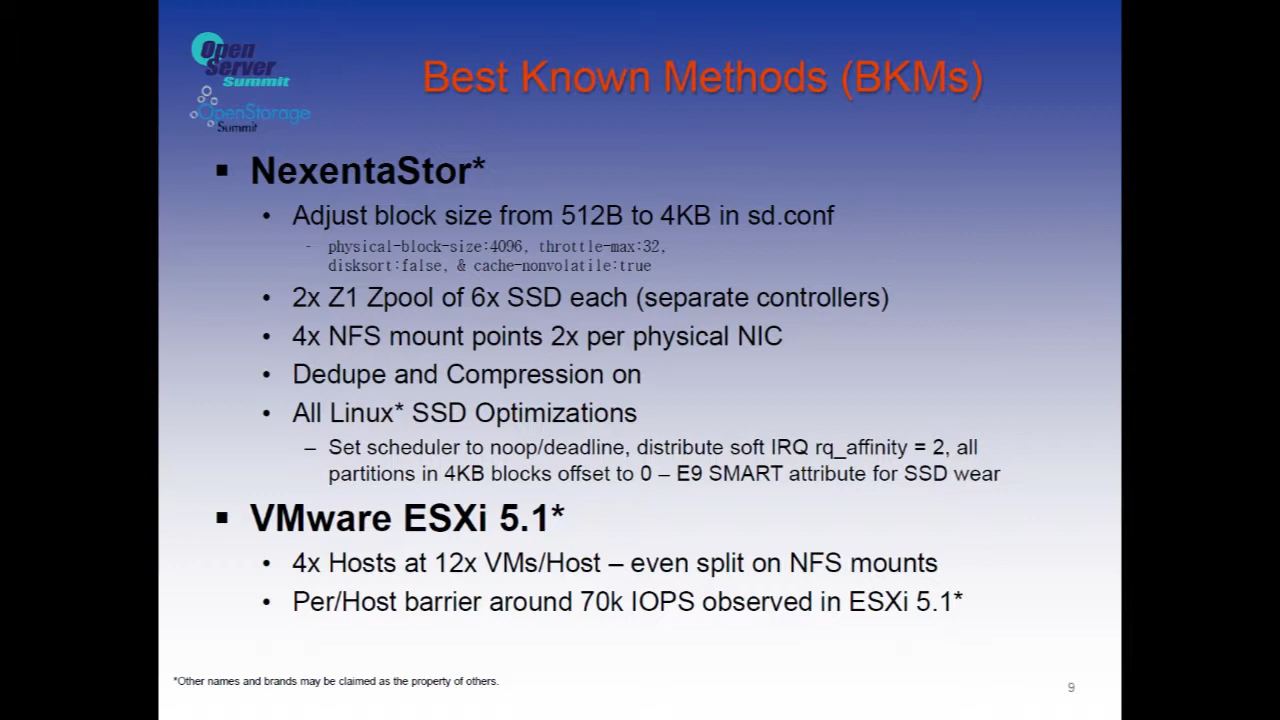 Open
Server
Summit
OpenStorage
Summit
Best Known Methods (BKMs)
▪ NexentaStor*
• Adjust block size from 512B to 4KB in sd.conf
- physical-block-size:4096, throttle-max:32,
disksort:false, & cache-nonvolatile:true
• 2x Z1 Zpool of 6x SSD each (separate controllers)
• 4x NFS mount points 2x per physical NIC
• Dedupe and Compression on
• All Linux* SSD Optimizations
– Set scheduler to noop/deadline, distribute soft IRQ rq_affinity = 2, all
partitions in 4KB blocks offset to 0 – E9 SMART attribute for SSD wear
▪ VMware ESXi 5.1*
• 4x Hosts at 12x VMs/Host – even split on NFS mounts
• Per/Host barrier around 70k IOPS observed in ESXi 5.1*
*Other names and brands may be claimed as the property of others.
9